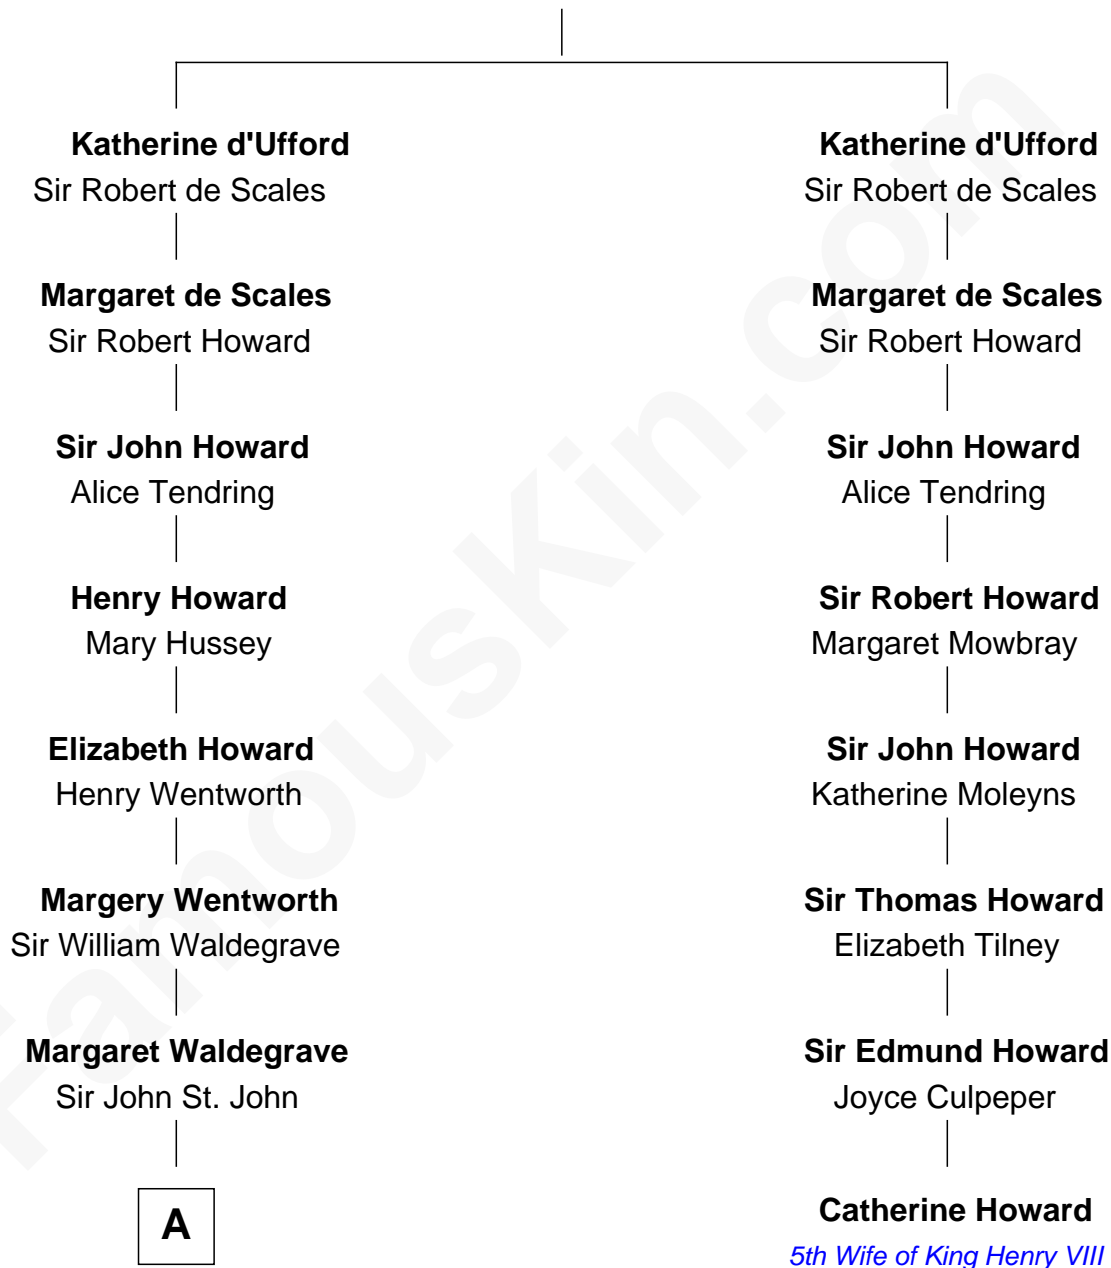 Katherine d'Ufford
Sir Robert de Scales
Margaret de Scales
Sir Robert Howard
Sir John Howard
Alice Tendring
Henry Howard
Mary Hussey
Elizabeth Howard
Henry Wentworth
Margery Wentworth
Sir William Waldegrave
Margaret Waldegrave
Sir John St. John
A
Katherine d'Ufford
Sir Robert de Scales
Margaret de Scales
Sir Robert Howard
Sir John Howard
Alice Tendring
Sir Robert Howard
Margaret Mowbray
Sir John Howard
Katherine Moleyns
Sir Thomas Howard
Elizabeth Tilney
Sir Edmund Howard
Joyce Culpeper
Catherine Howard
5th Wife of King Henry VIII
FamousKin.com